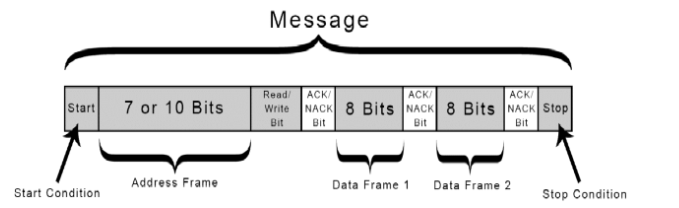 Message
Start
7 or 10 Bits
Read/
Write
Bit
ACK/
NACK
Bit
8 Bits
ACK/
NACK
Bit
8 Bits
ACK/
NACK
Bit
Stop
Start Condition
Address Frame
Data Frame 1
Data Frame 2
Stop Condition